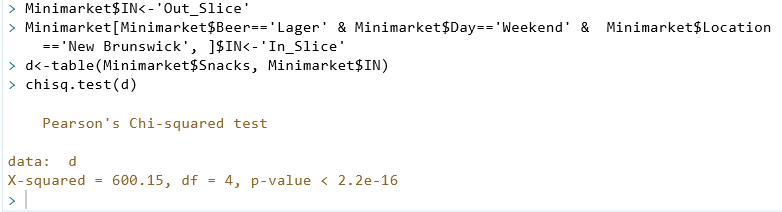 > Minimarket$IN<-'Out_Slice'
> Minimarket[Minimarket$Beer=='Lager' & Minimarket$Day=='Weekend' &  Minimarket$Location
=='New Brunswick', ]$IN<-'In_Slice'
> d<-table(Minimarket$Snacks, Minimarket$IN)
> chisq.test(d)
Pearson's Chi-squared test
data:  d
X-squared = 600.15, df = 4, p-value < 2.2e-16
>